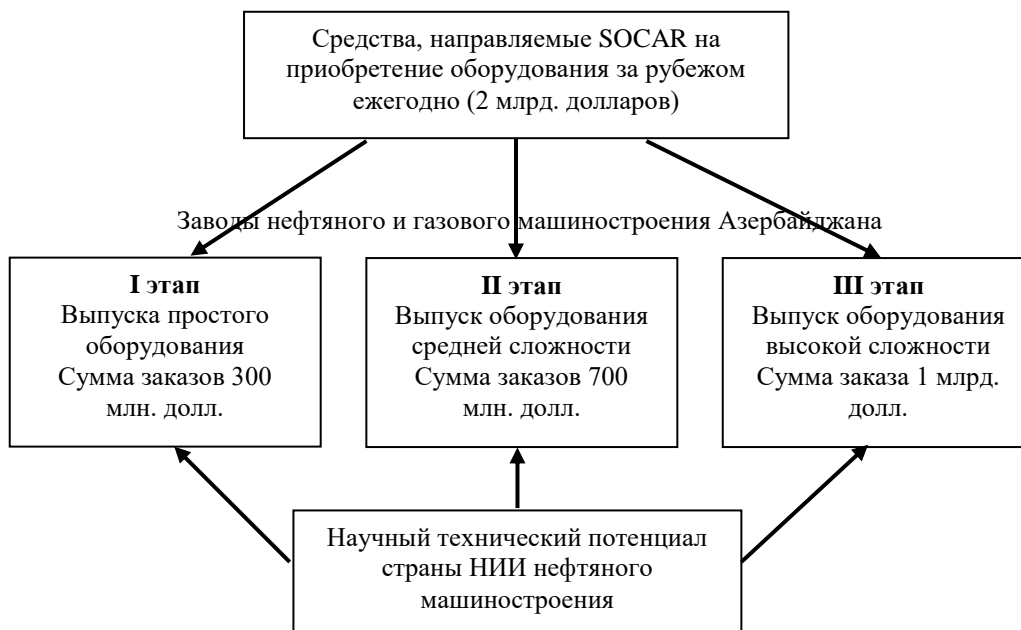 Средства, направляемые SOCAR на
приобретение оборудования за рубежом
ежегодно (2 млрд. долларов)
Заводы нефтяного и газового машиностроения Азербайджана
I этап
Выпуска простого
оборудования
Сумма заказов 300
млн. долл.
II этап
Выпуск оборудования
средней сложности
Сумма заказов 700
млн. долл.
III этап
Выпуск оборудования
высокой сложности
Сумма заказа 1 млрд.
долл.
Научный технический потенциал
страны НИИ нефтяного
машиностроения